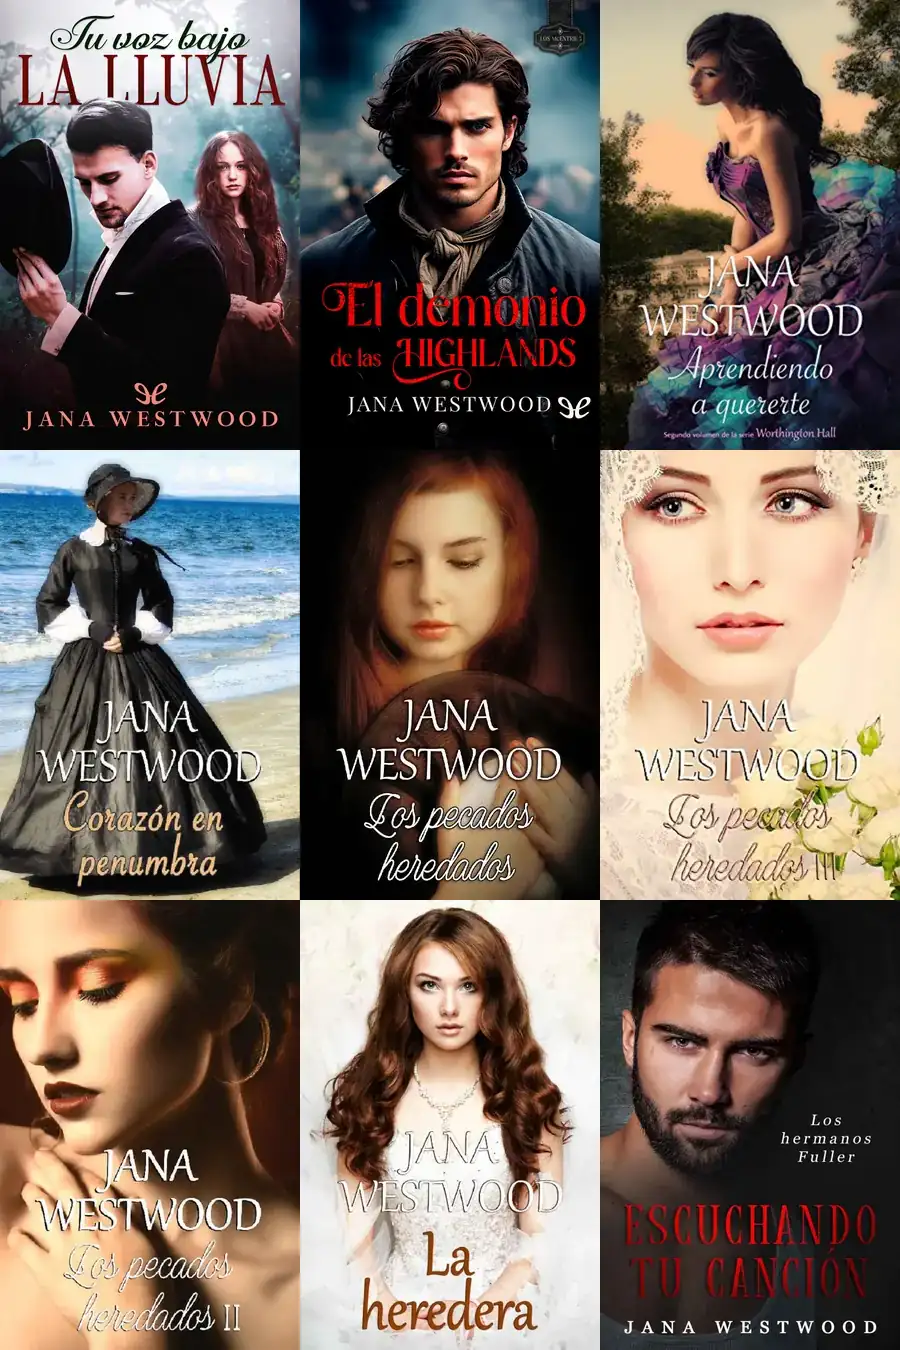 Tu voz bajo
LA LLUVIA
JANA WESTWOOD
LOS MCENTRIE 3
El demonio
de las HIGHLANDS
JANA WESTWOOD
JANA
WESTWOOD
Aprendiendo
a quererte
Segundo volumen de la serie Worthington Hall
JANA
WESTWOOD
Corazón en
penumbra
JANA
WESTWOOD
Los pecados
heredados
JANA
WESTWOOD
Los pecados
heredados III
JANA
WESTWOOD
Los pecados
heredados II
JANA
WESTWOOD
La
heredera
Los
hermanos
Fuller
ESCUCHANDO
TU CANCIÓN
JANA WESTWOOD